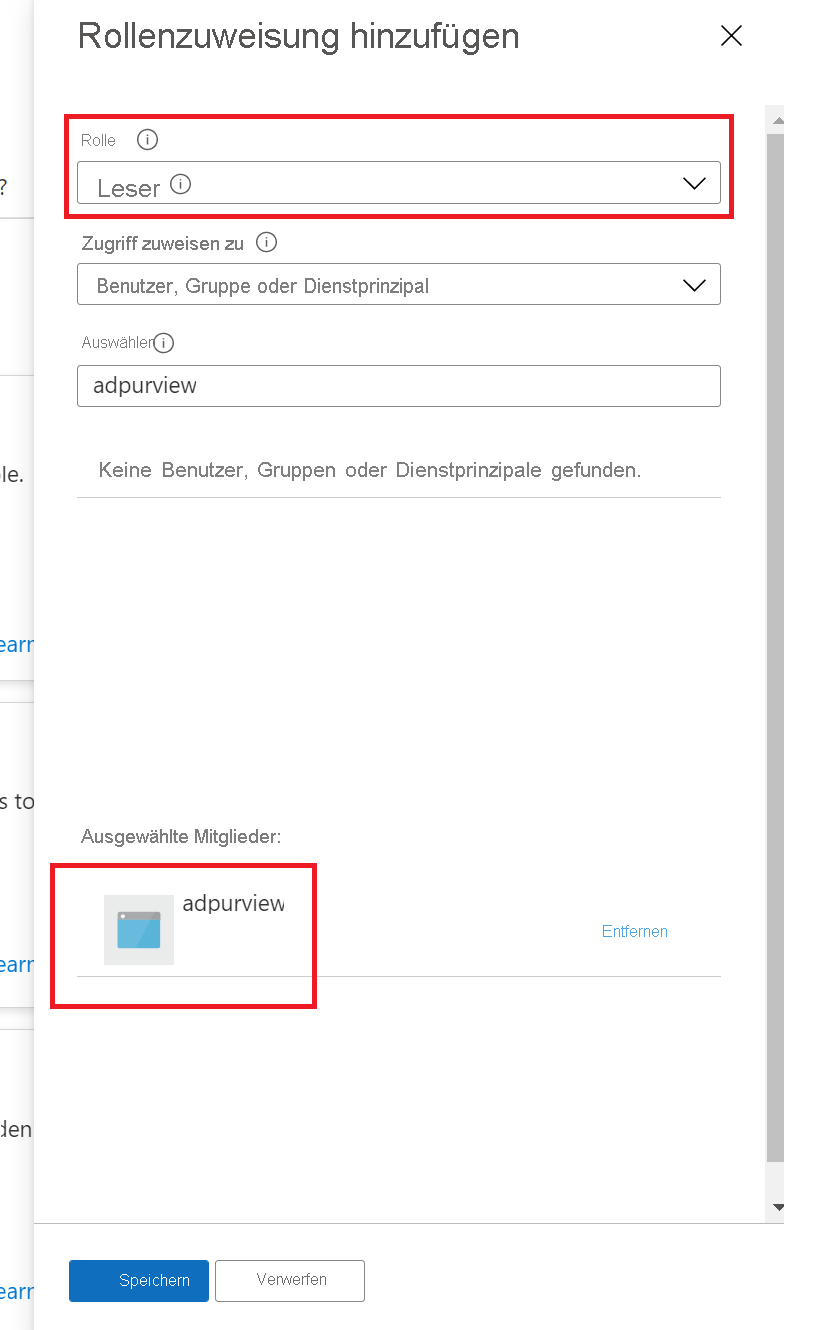 Rollenzuweisung hinzufügen
?
Rolle
Leser
Zugriff zuweisen zu
Benutzer, Gruppe oder Dienstprinzipal
Auswählen
adpurview
le.
Keine Benutzer, Gruppen oder Dienstprinzipale gefunden.
earn
s to
Ausgewählte Mitglieder:
adpurview
Entfernen
earn
den
Speichern
Verwerfen
earn